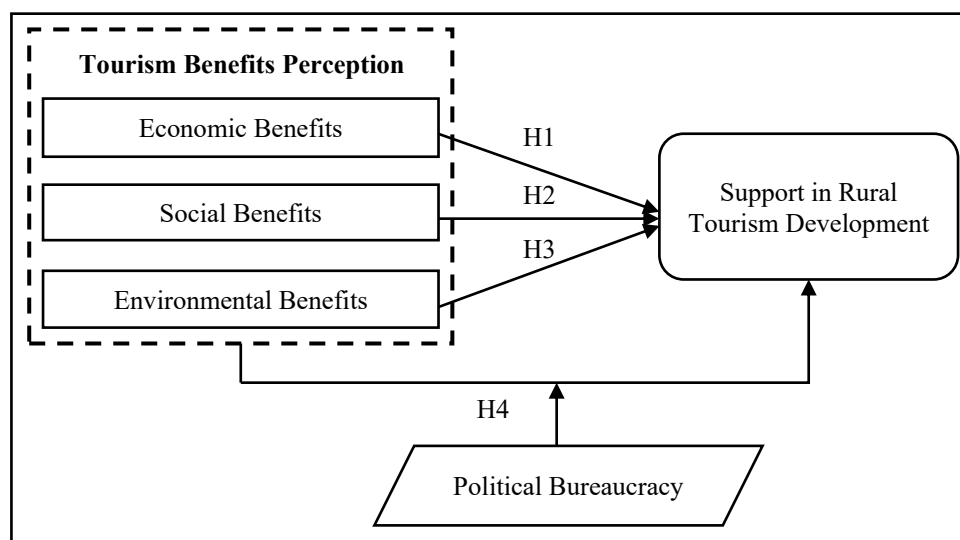 Tourism Benefits Perception
Economic Benefits
Social Benefits
Environmental Benefits
H1
H2
H3
Support in Rural
Tourism Development
H4
Political Bureaucracy